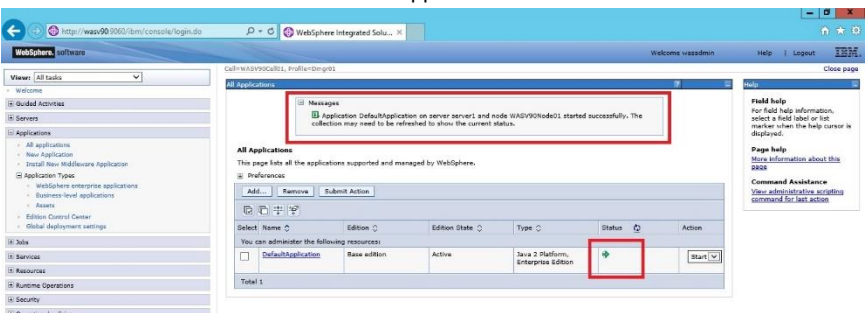 http://wasv90:9060/ibm/console/login.do
WebSphere Integrated Solu...
WebSphere. software
Welcome wasadmin
Help | Logout
IBM.
Cell=WASV90Cell01, Profile=Dmgr01
Close page
View: All tasks
Welcome
Guided Activities
Servers
Applications
All applications
New Application
Install New Middleware Application
Application Types
WebSphere enterprise applications
Business-level applications
Assets
Edition Control Center
Global deployment settings
Jobs
Services
Resources
Runtime Operations
Security
All Applications
Messages
Application DefaultApplication on server server1 and node WASV90Node01 started successfully. The
collection may need to be refreshed to show the current status.
All Applications
This page lists all the applications supported and managed by WebSphere.
Preferences
Add... Remove Submit Action
Select Name Edition Edition State Type Status Action
You can administer the following resources:
DefaultApplication Base edition Active Java 2 Platform, Start
Enterprise Edition
Total 1
Help
Field help
For field help information,
select a field label or list
marker when the help cursor is
displayed.
Page help
More information about this
page
Command Assistance
View administrative scripting
command for last action